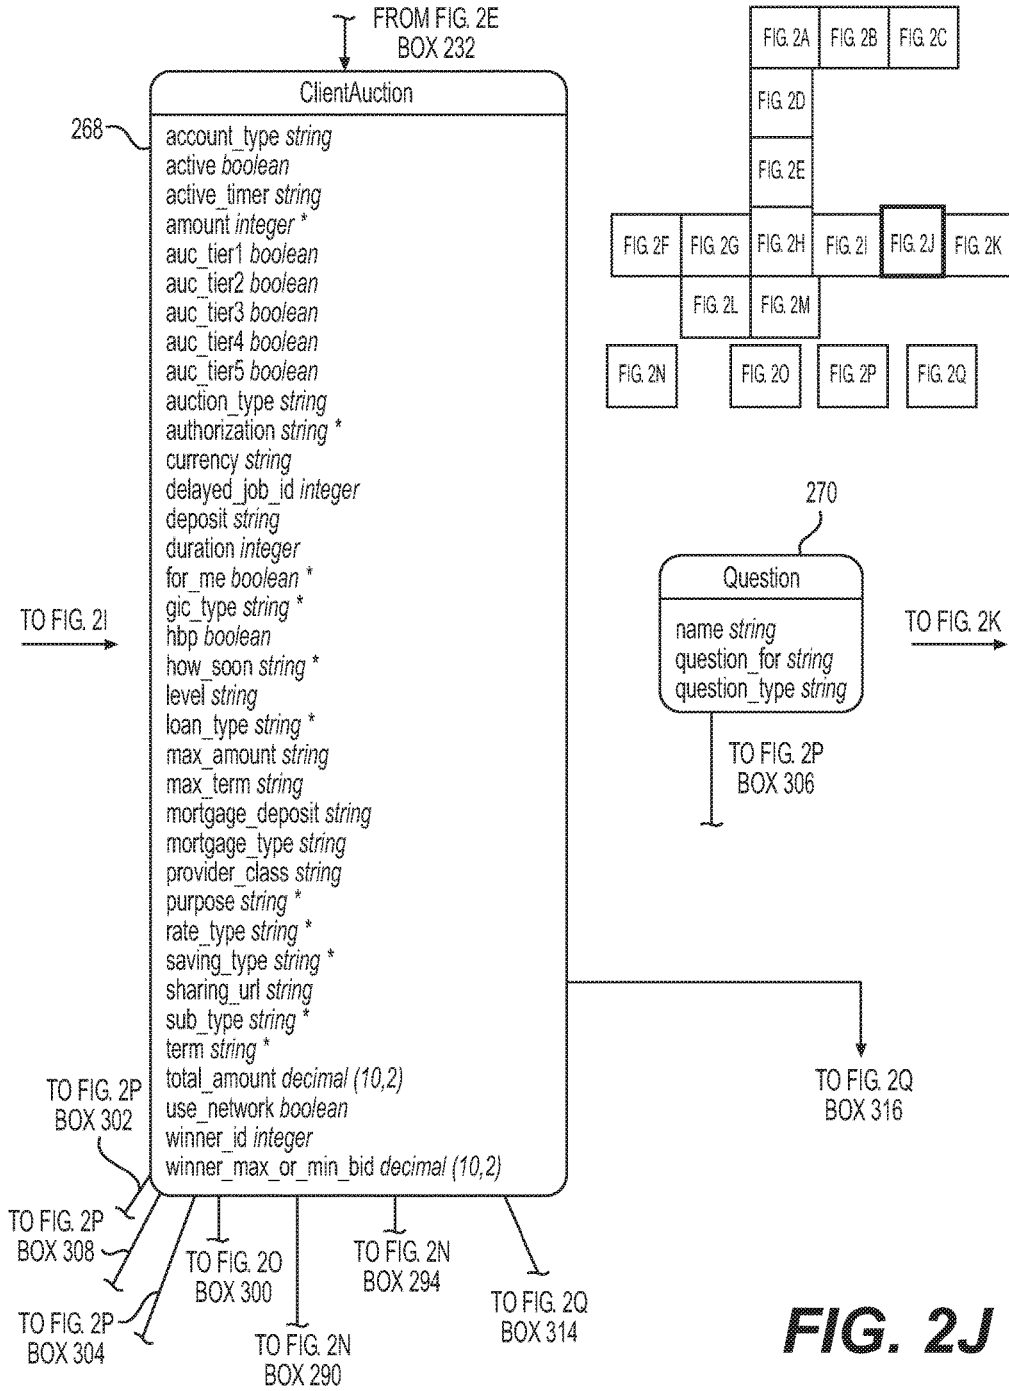 FROM FIG. 2E
BOX 232
ClientAuction
268
account_type string
active boolean
active_timer string
amount integer *
auc_tier1 boolean
auc_tier2 boolean
auc_tier3 boolean
auc_tier4 boolean
auc_tier5 boolean
auction_type string
authorization string *
currency string
delayed_job_id integer
deposit string
duration integer
for_me boolean *
gic_type string *
hbp boolean
how_soon string *
level string
loan_type string *
max_amount string
max_term string
mortgage_deposit string
mortgage_type string
provider_class string
purpose string *
rate_type string *
saving_type string *
sharing_url string
sub_type string *
term string *
total_amount decimal (10,2)
use_network boolean
winner_id integer
winner_max_or_min_bid decimal (10,2)
FIG. 2A FIG. 2B FIG. 2C
FIG. 2D
FIG. 2E
FIG. 2F FIG. 2G FIG. 2H FIG. 2I FIG. 2J FIG. 2K
FIG. 2L FIG. 2M
FIG. 2N FIG. 2O FIG. 2P FIG. 2Q
270
Question
name string
question_for string
question_type string
TO FIG. 2I
TO FIG. 2K
TO FIG. 2P
BOX 306
TO FIG. 2Q
BOX 316
TO FIG. 2P
BOX 302
TO FIG. 2P
BOX 308
TO FIG. 2P
BOX 304
TO FIG. 2O
BOX 300
TO FIG. 2N
BOX 290
TO FIG. 2N
BOX 294
TO FIG. 2Q
BOX 314
FIG. 2J